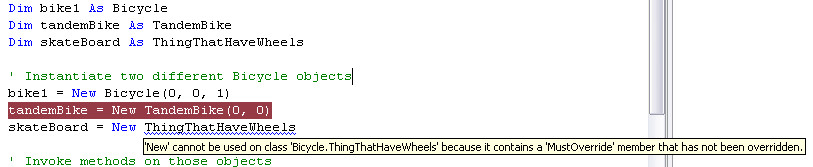 Dim bike1 As Bicycle
Dim tandemBike As TandemBike
Dim skateBoard As ThingThatHaveWheels
' Instantiate two different Bicycle objects
bike1 = New Bicycle(0, 0, 1)
tandemBike = New TandemBike(0, 0)
skateBoard = New ThingThatHaveWheels
'New' cannot be used on class 'Bicycle.ThingThatHaveWheels' because it contains a 'MustOverride' member that has not been overridden.
' Invoke methods on those objects